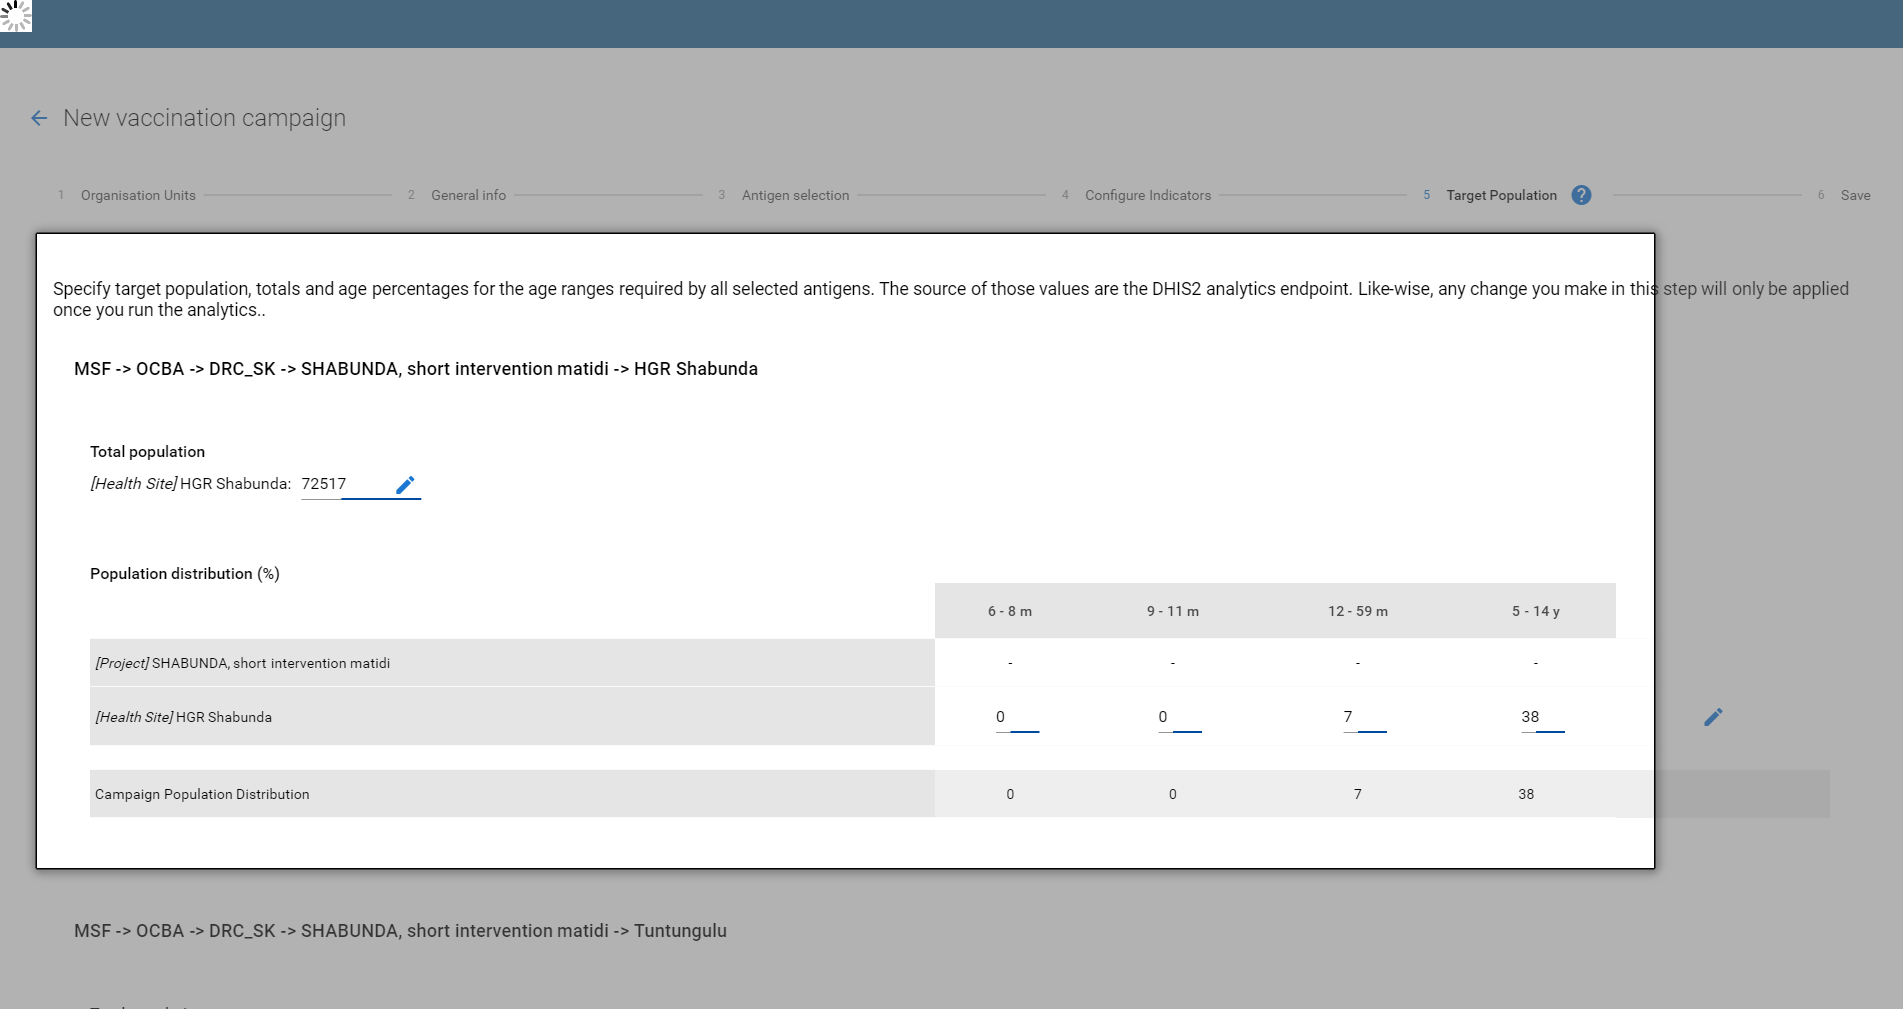 New vaccination campaign
1 Organisation Units 2 General info 3 Antigen selection 4 Configure Indicators 5 Target Population ? 6 Save
Specify target population, totals and age percentages for the age ranges required by all selected antigens. The source of those values are the DHIS2 analytics endpoint. Like-wise, any change you make in this step will only be applied
once you run the analytics..
MSF -> OCBA -> DRC_SK -> SHABUNDA, short intervention matidi -> HGR Shabunda
Total population
[Health Site] HGR Shabunda: 72517
Population distribution (%)
6 - 8 m 9 - 11 m 12 - 59 m 5 - 14 y
[Project] SHABUNDA, short intervention matidi - - - -
[Health Site] HGR Shabunda 0 0 7 38
Campaign Population Distribution 0 0 7 38
MSF -> OCBA -> DRC_SK -> SHABUNDA, short intervention matidi -> Tuntungulu